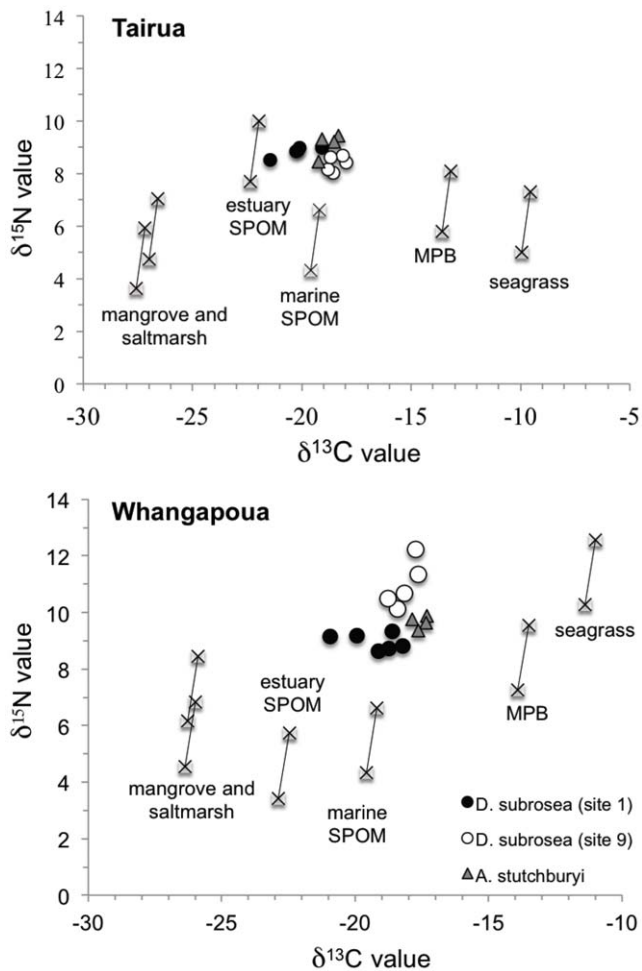 Tairua
14
12
10
8
6
4
2
0
δ15N value
estuary
SPOM
mangrove and
saltmarsh
marine
SPOM
MPB
seagrass
-30 -25 -20 -15 -10 -5
δ13C value
Whangapoua
14
12
10
8
6
4
2
0
δ15N value
seagrass
estuary
SPOM
MPB
mangrove and
saltmarsh
marine
SPOM
D. subrosea (site 1)
D. subrosea (site 9)
A. stutchburyi
-30 -25 -20 -15 -10
δ13C value